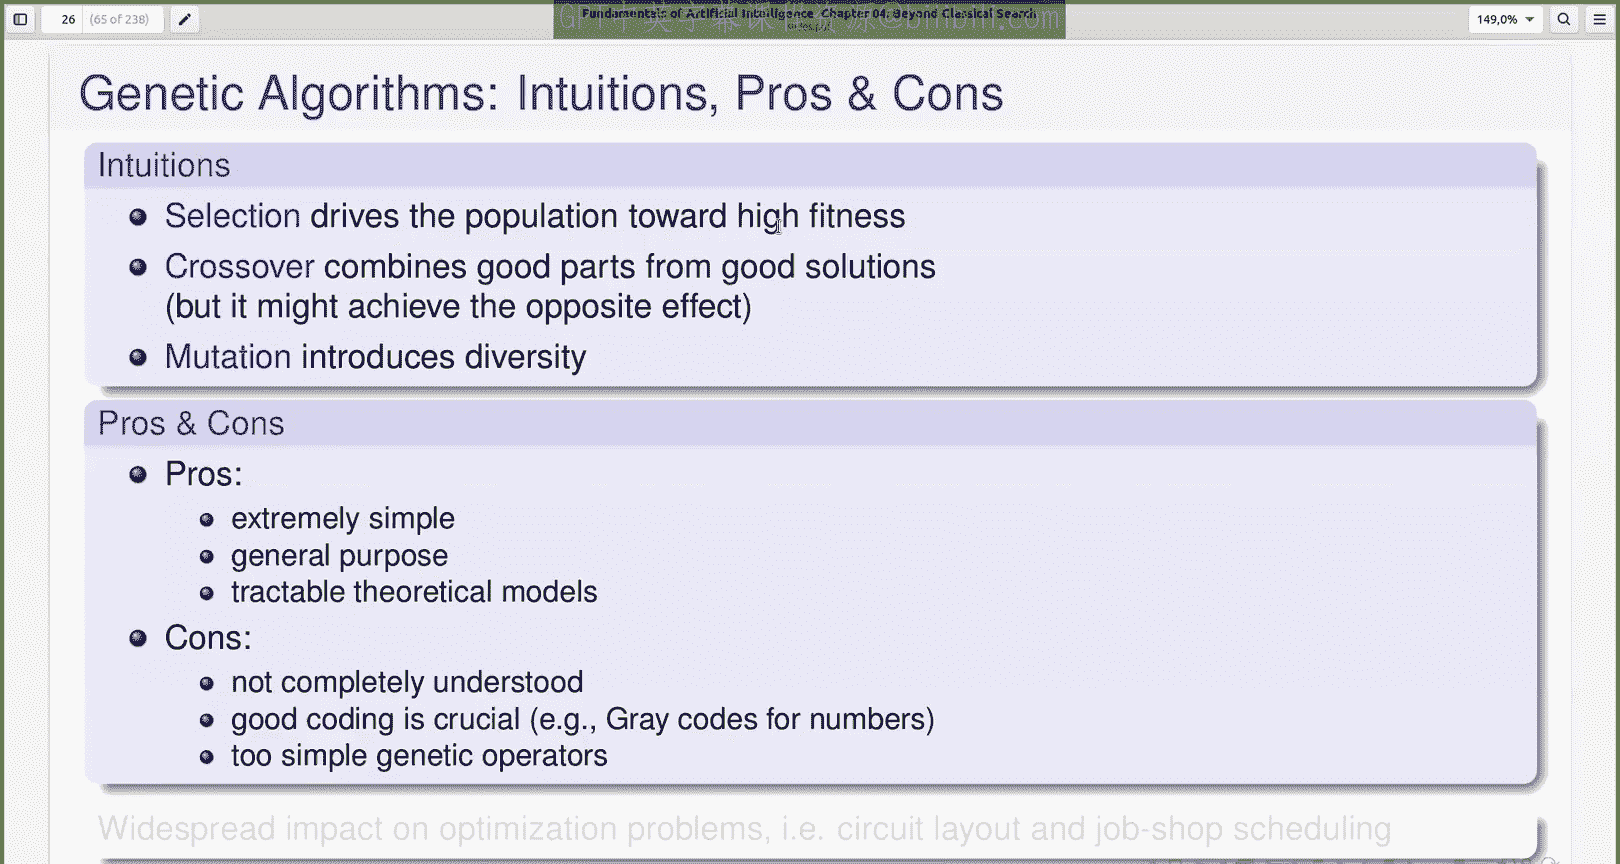 26 (65 of 238)
Fundamentals of Artificial Intelligence Chapter 04: Beyond Classical Search
149,0%
Genetic Algorithms: Intuitions, Pros & Cons
Intuitions
Selection drives the population toward high fitness
Crossover combines good parts from good solutions
(but it might achieve the opposite effect)
Mutation introduces diversity
Pros & Cons
Pros:
extremely simple
general purpose
tractable theoretical models
Cons:
not completely understood
good coding is crucial (e.g., Gray codes for numbers)
too simple genetic operators
Widespread impact on optimization problems, i.e. circuit layout and job-shop scheduling